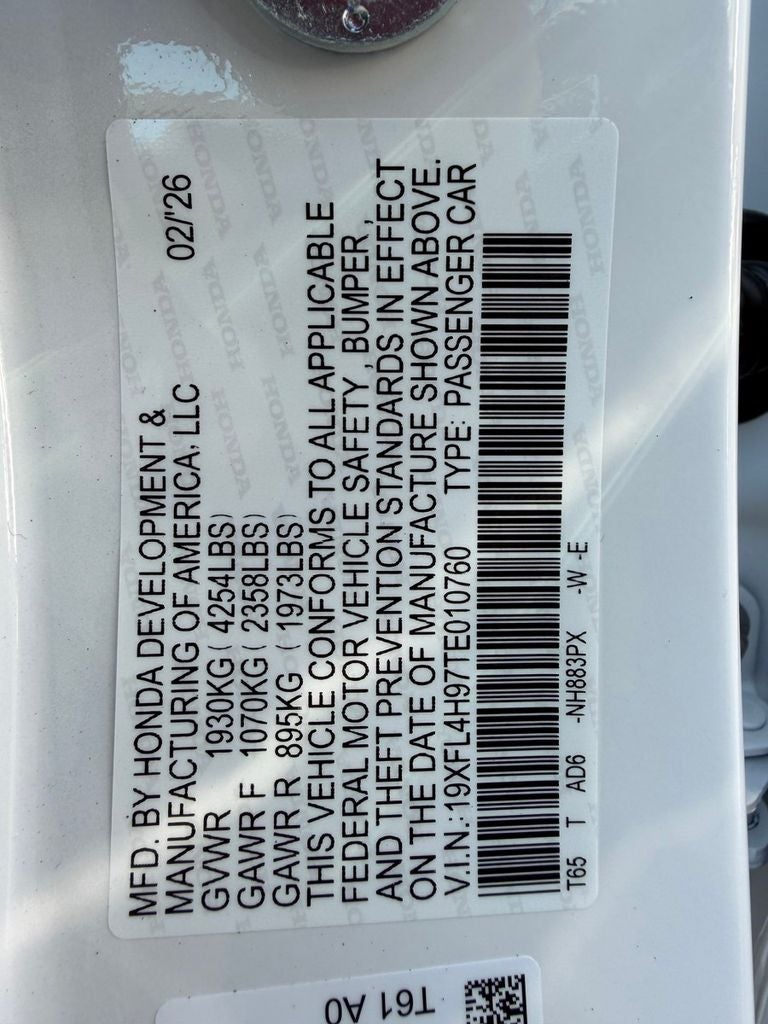 MFD. BY HONDA DEVELOPMENT &
MANUFACTURING OF AMERICA, LLC 02/'26
GVWR 1930KG ( 4254LBS)
GAWR F 1070KG ( 2358LBS)
GAWR R 895KG ( 1973LBS)
THIS VEHICLE CONFORMS TO ALL APPLICABLE
FEDERAL MOTOR VEHICLE SAFETY , BUMPER ,
AND THEFT PREVENTION STANDARDS IN EFFECT
ON THE DATE OF MANUFACTURE SHOWN ABOVE.
V.I.N.:19XFL4H97TE010760 TYPE: PASSENGER CAR
T65 T AD6 -NH883PX -W -E
T61 A0